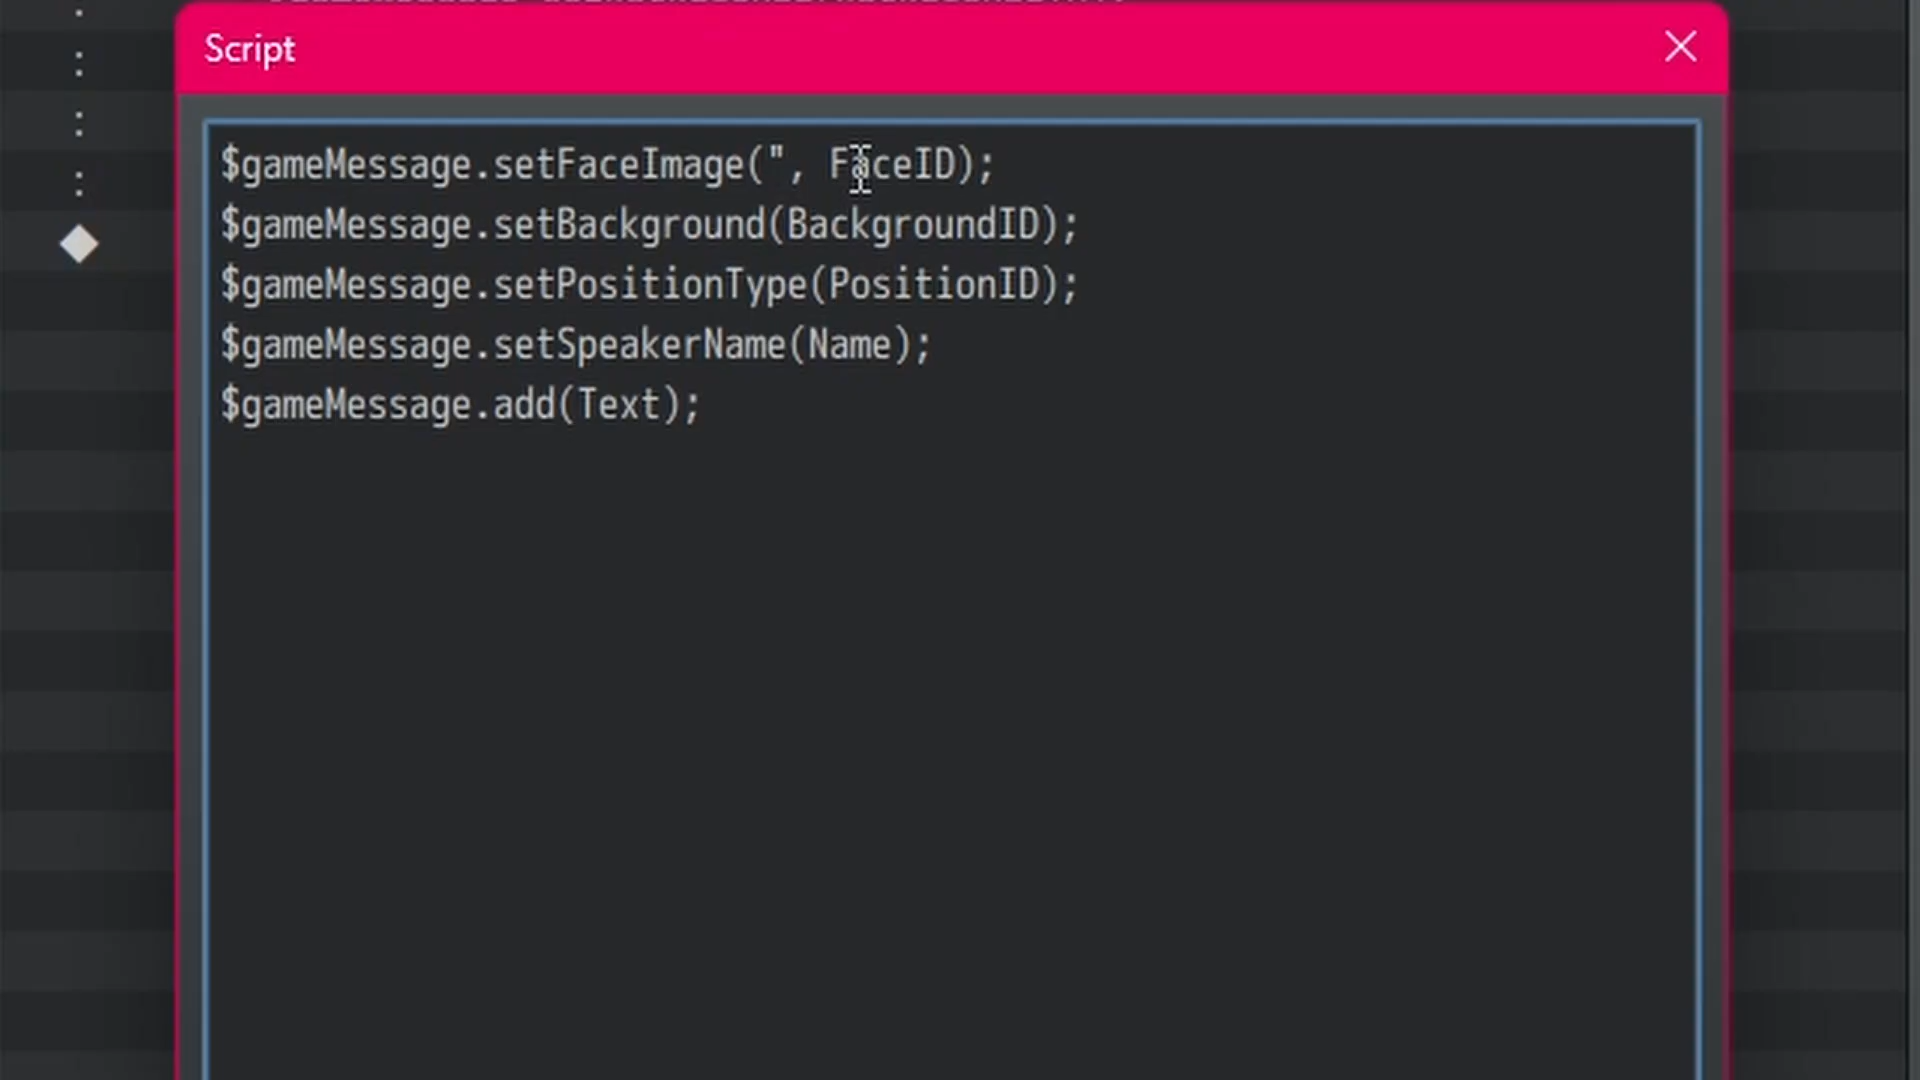 Script
$gameMessage.setFaceImage(", FaceID);
$gameMessage.setBackground(BackgroundID);
$gameMessage.setPositionType(PositionID);
$gameMessage.setSpeakerName(Name);
$gameMessage.add(Text);